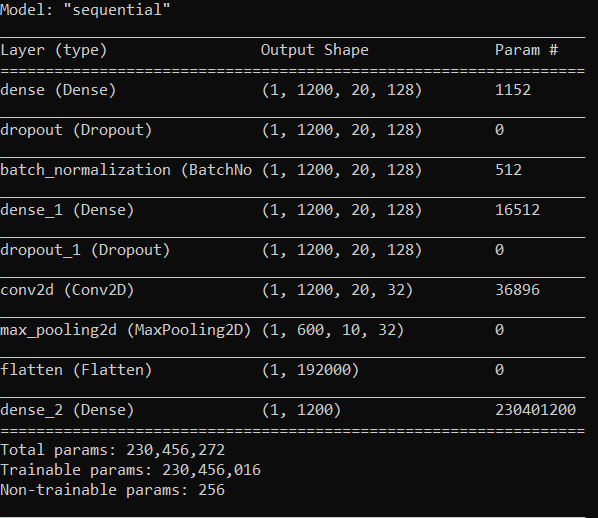 Model: "sequential"
Layer (type) Output Shape Param #
dense (Dense) (1, 1200, 20, 128) 1152
dropout (Dropout) (1, 1200, 20, 128) 0
batch_normalization (BatchNo (1, 1200, 20, 128) 512
dense_1 (Dense) (1, 1200, 20, 128) 16512
dropout_1 (Dropout) (1, 1200, 20, 128) 0
conv2d (Conv2D) (1, 1200, 20, 32) 36896
max_pooling2d (MaxPooling2D) (1, 600, 10, 32) 0
flatten (Flatten) (1, 192000) 0
dense_2 (Dense) (1, 1200) 230401200
Total params: 230,456,272
Trainable params: 230,456,016
Non-trainable params: 256